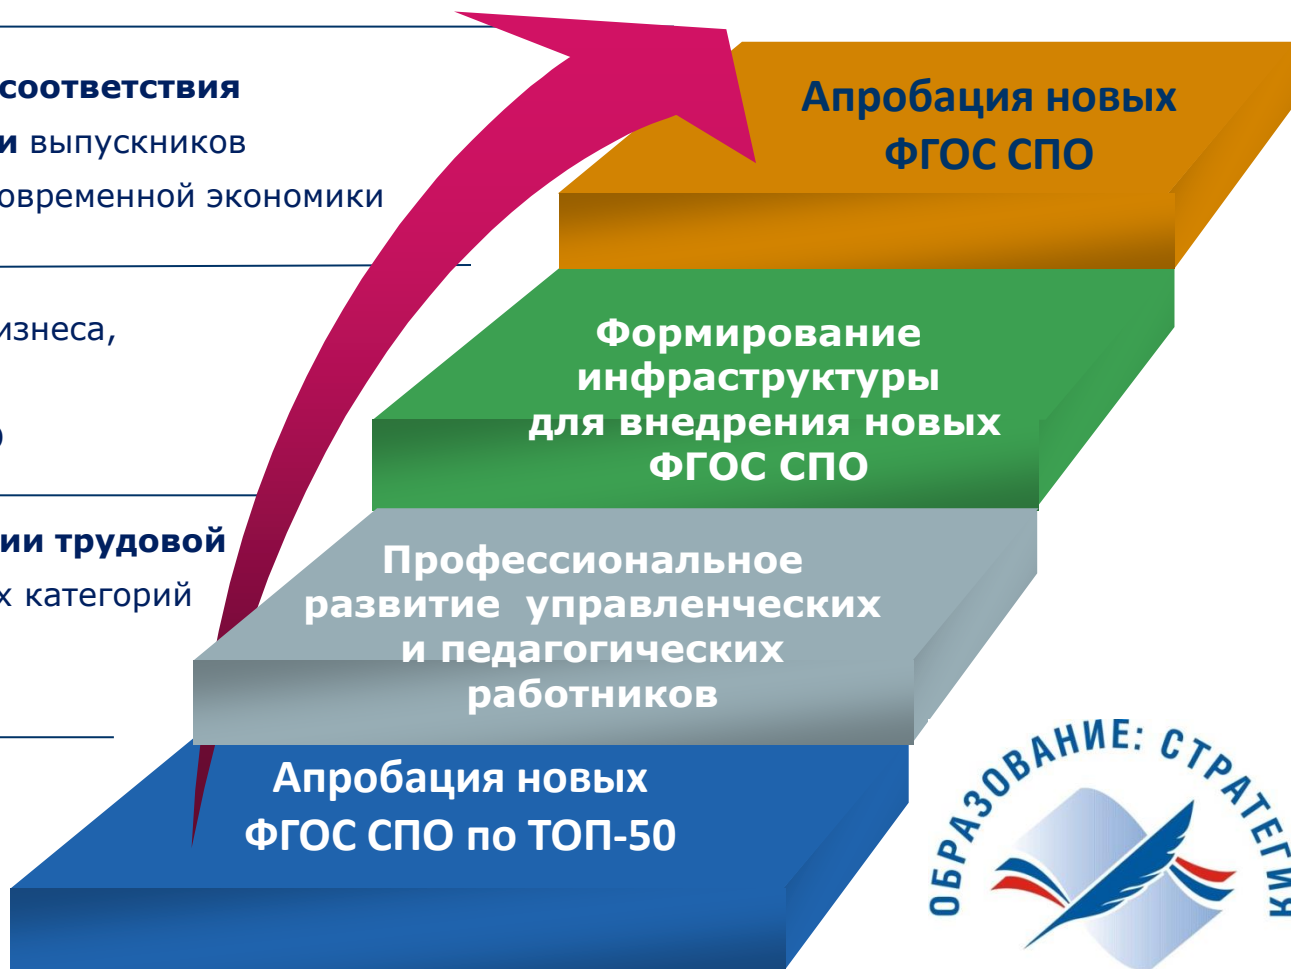 соответствия
и выпускников
овременной экономики
изнеса,
ии трудовой
х категорий
Апробация новых
ФГОС СПО
Формирование
инфраструктуры
для внедрения новых
ФГОС СПО
Профессиональное
развитие управленческих
и педагогических
работников
Апробация новых
ФГОС СПО по ТОП-50
ОБРАЗОВАНИЕ: СТРАТЕГИЯ